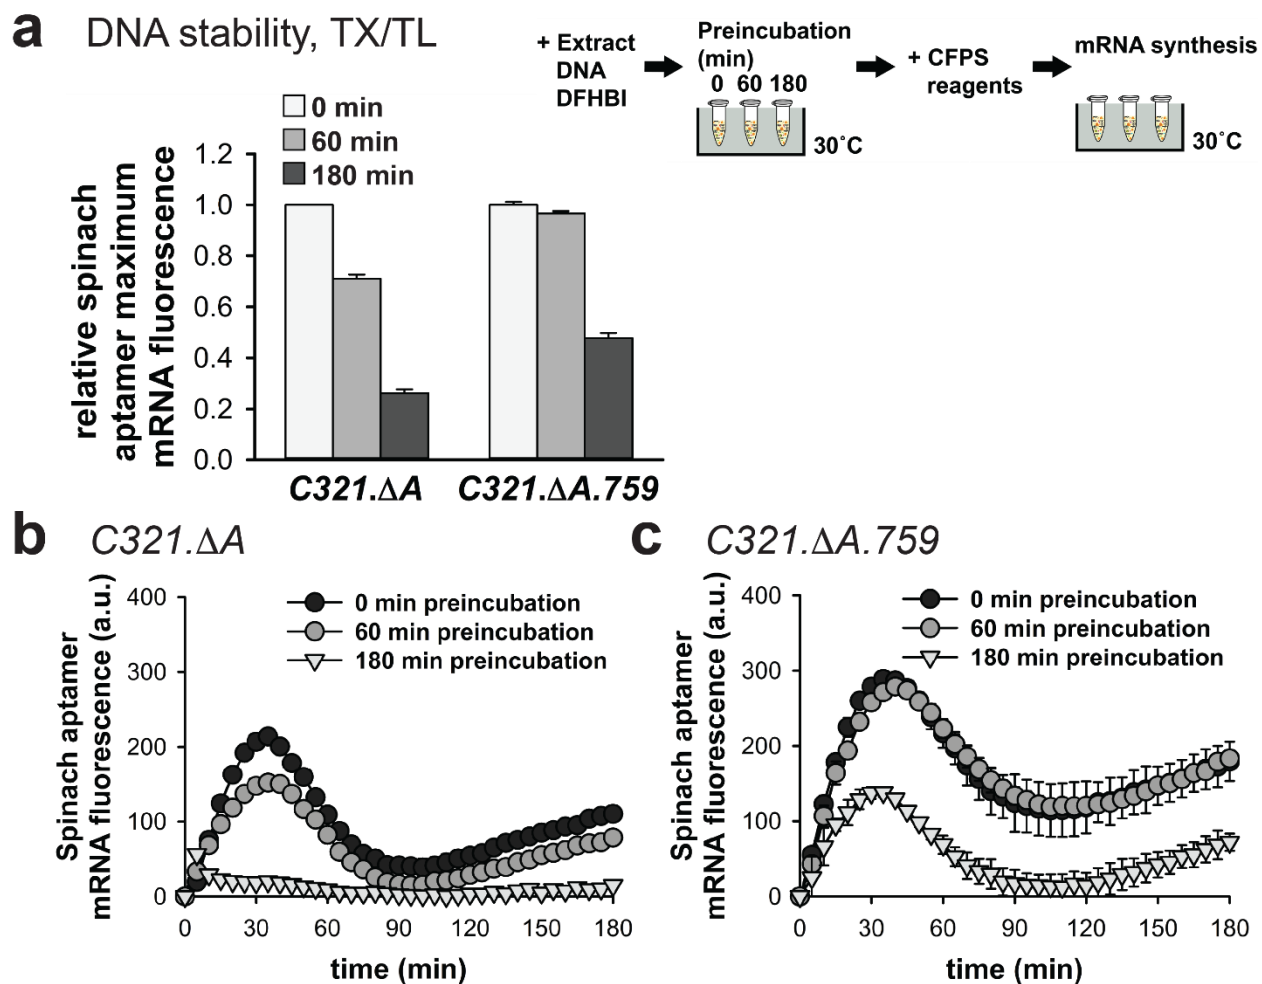 a DNA stability, TX/TL
+ Extract
DNA
DFHBI
Preincubation
(min)
0 60 180
30˚C
+ CFPS
reagents
mRNA synthesis
30˚C
0 min
60 min
180 min
relative spinach
aptamer maximum
mRNA fluorescence
1.2
1.0
0.8
0.6
0.4
0.2
0.0
C321.ΔA C321.ΔA.759
b C321.ΔA
Spinach aptamer
mRNA fluorescence (a.u.)
400
300
200
100
0
0 min preincubation
60 min preincubation
180 min preincubation
0 30 60 90 120 150 180
time (min)
c C321.ΔA.759
Spinach aptamer
mRNA fluorescence (a.u.)
400
300
200
100
0
0 min preincubation
60 min preincubation
180 min preincubation
0 30 60 90 120 150 180
time (min)